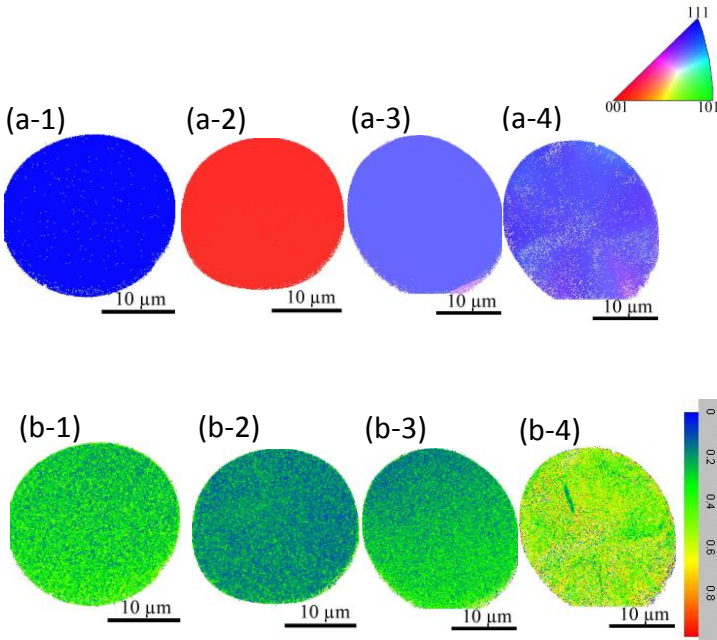 111
001
101
(a-1)
(a-2)
(a-3)
(a-4)
10 µm
10 µm
10 µm
10 µm
(b-1)
(b-2)
(b-3)
(b-4)
0
0.2
0.4
0.6
0.8
10 µm
10 µm
10 µm
10 µm